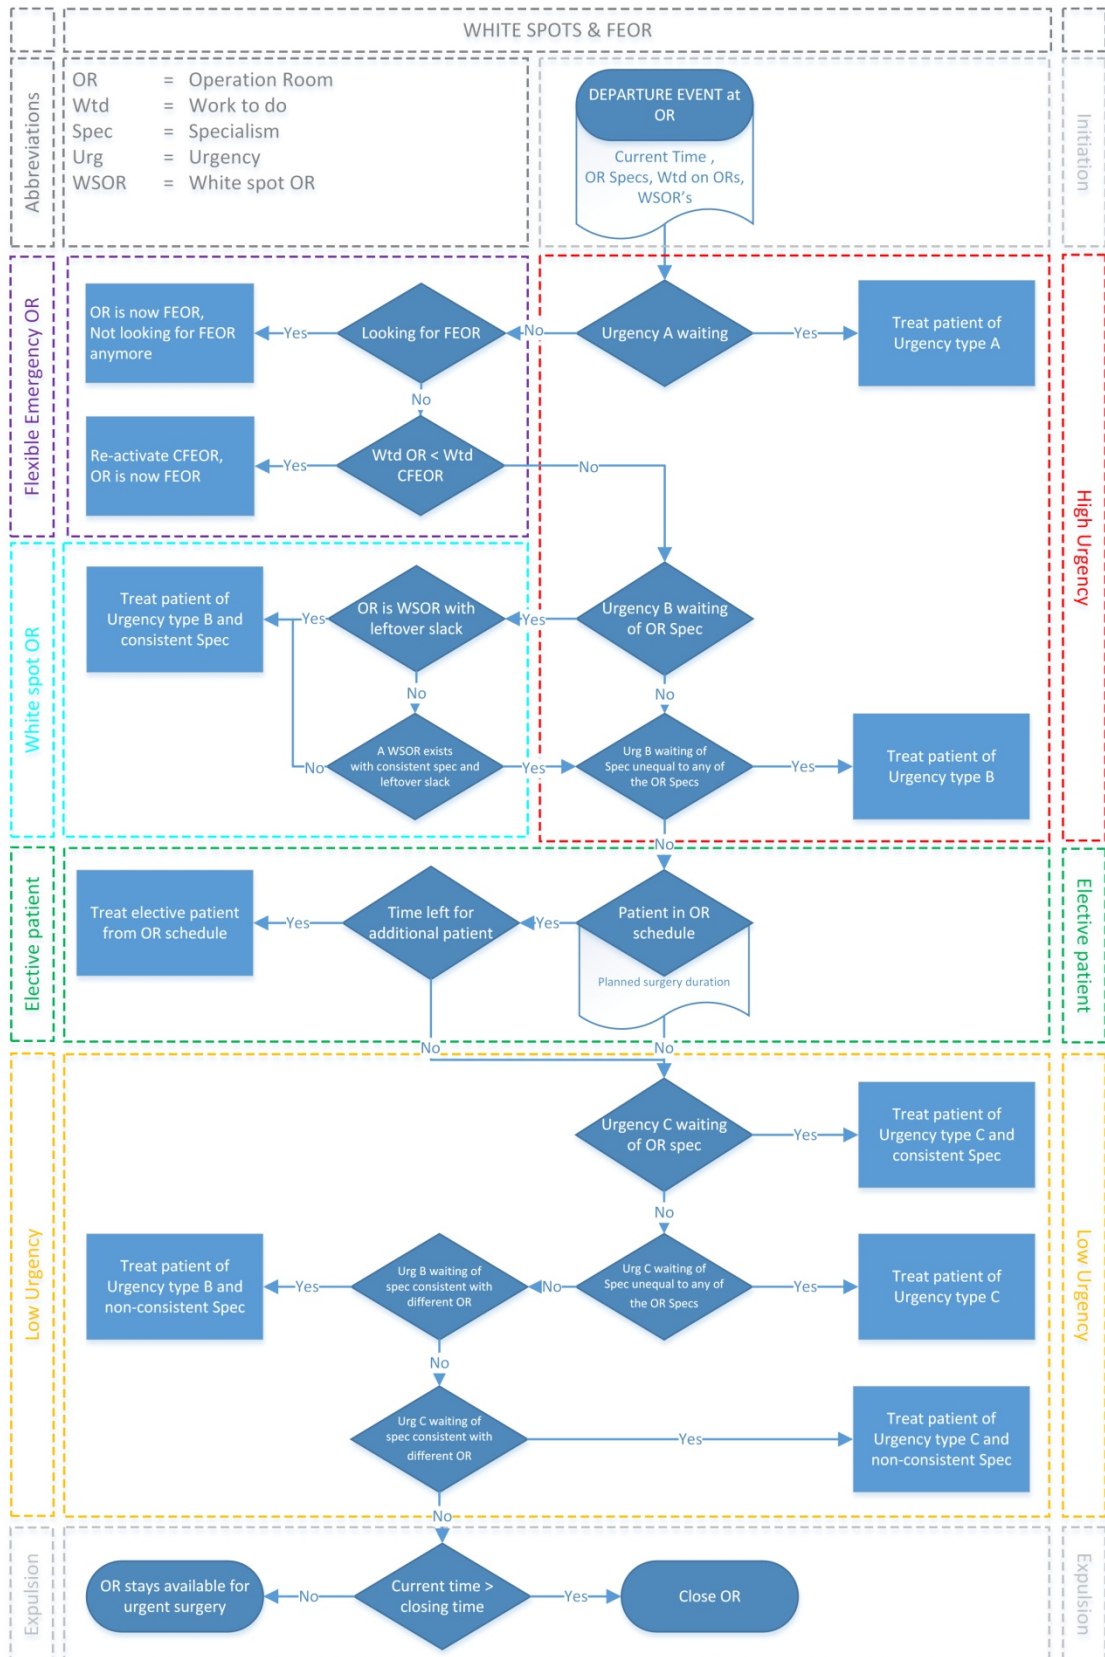 WHITE SPOTS & FEOR
Abbreviations
OR = Operation Room
Wtd = Work to do
Spec = Specialism
Urg = Urgency
WSOR = White spot OR
DEPARTURE EVENT at
OR
Current Time ,
OR Specs, Wtd on ORs,
WSOR's
Initiation
Flexible Emergency OR
OR is now FEOR,
Not looking for FEOR
anymore
Yes
Looking for FEOR
No
Urgency A waiting
Yes
Treat patient of
Urgency type A
No
Re-activate CFEOR,
OR is now FEOR
Yes
Wtd OR < Wtd
CFEOR
No
High Urgency
White spot OR
Treat patient of
Urgency type B and
consistent Spec
Yes
OR is WSOR with
leftover slack
Yes
Urgency B waiting
of OR Spec
No
No
No
A WSOR exists
with consistent spec and
leftover slack
Yes
Urg B waiting of
Spec unequal to any of
the OR Specs
Yes
Treat patient of
Urgency type B
No
Elective patient
Treat elective patient
from OR schedule
Yes
Time left for
additional patient
Yes
Patient in OR
schedule
Planned surgery duration
Elective patient
No
No
Low Urgency
Urgency C waiting
of OR spec
Yes
Treat patient of
Urgency type C and
consistent Spec
No
Treat patient of
Urgency type B and
non-consistent Spec
Yes
Urg B waiting of
spec consistent with
different OR
No
Urg C waiting of
Spec unequal to any of
the OR Specs
Yes
Treat patient of
Urgency type C
Low Urgency
No
Urg C waiting of
spec consistent with
different OR
Yes
Treat patient of
Urgency type C and
non-consistent Spec
No
Expulsion
OR stays available for
urgent surgery
No
Current time >
closing time
Yes
Close OR
Expulsion